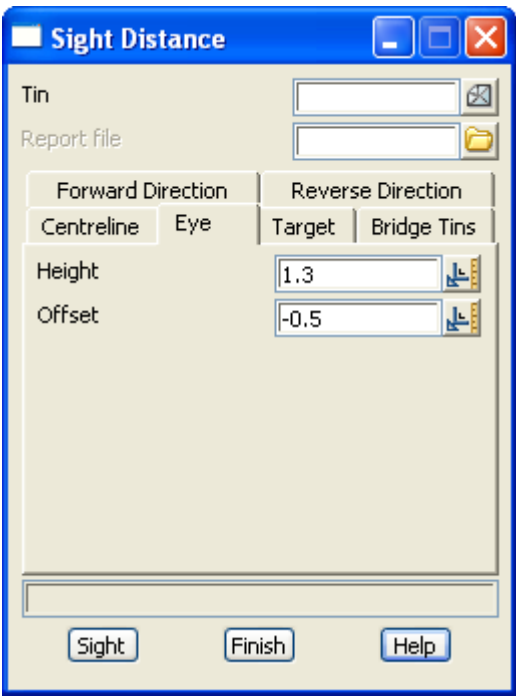 Sight Distance
Tin
Report file
Forward Direction Reverse Direction
Centreline Eye Target Bridge Tins
Height 1.3
Offset -0.5
Sight Finish Help